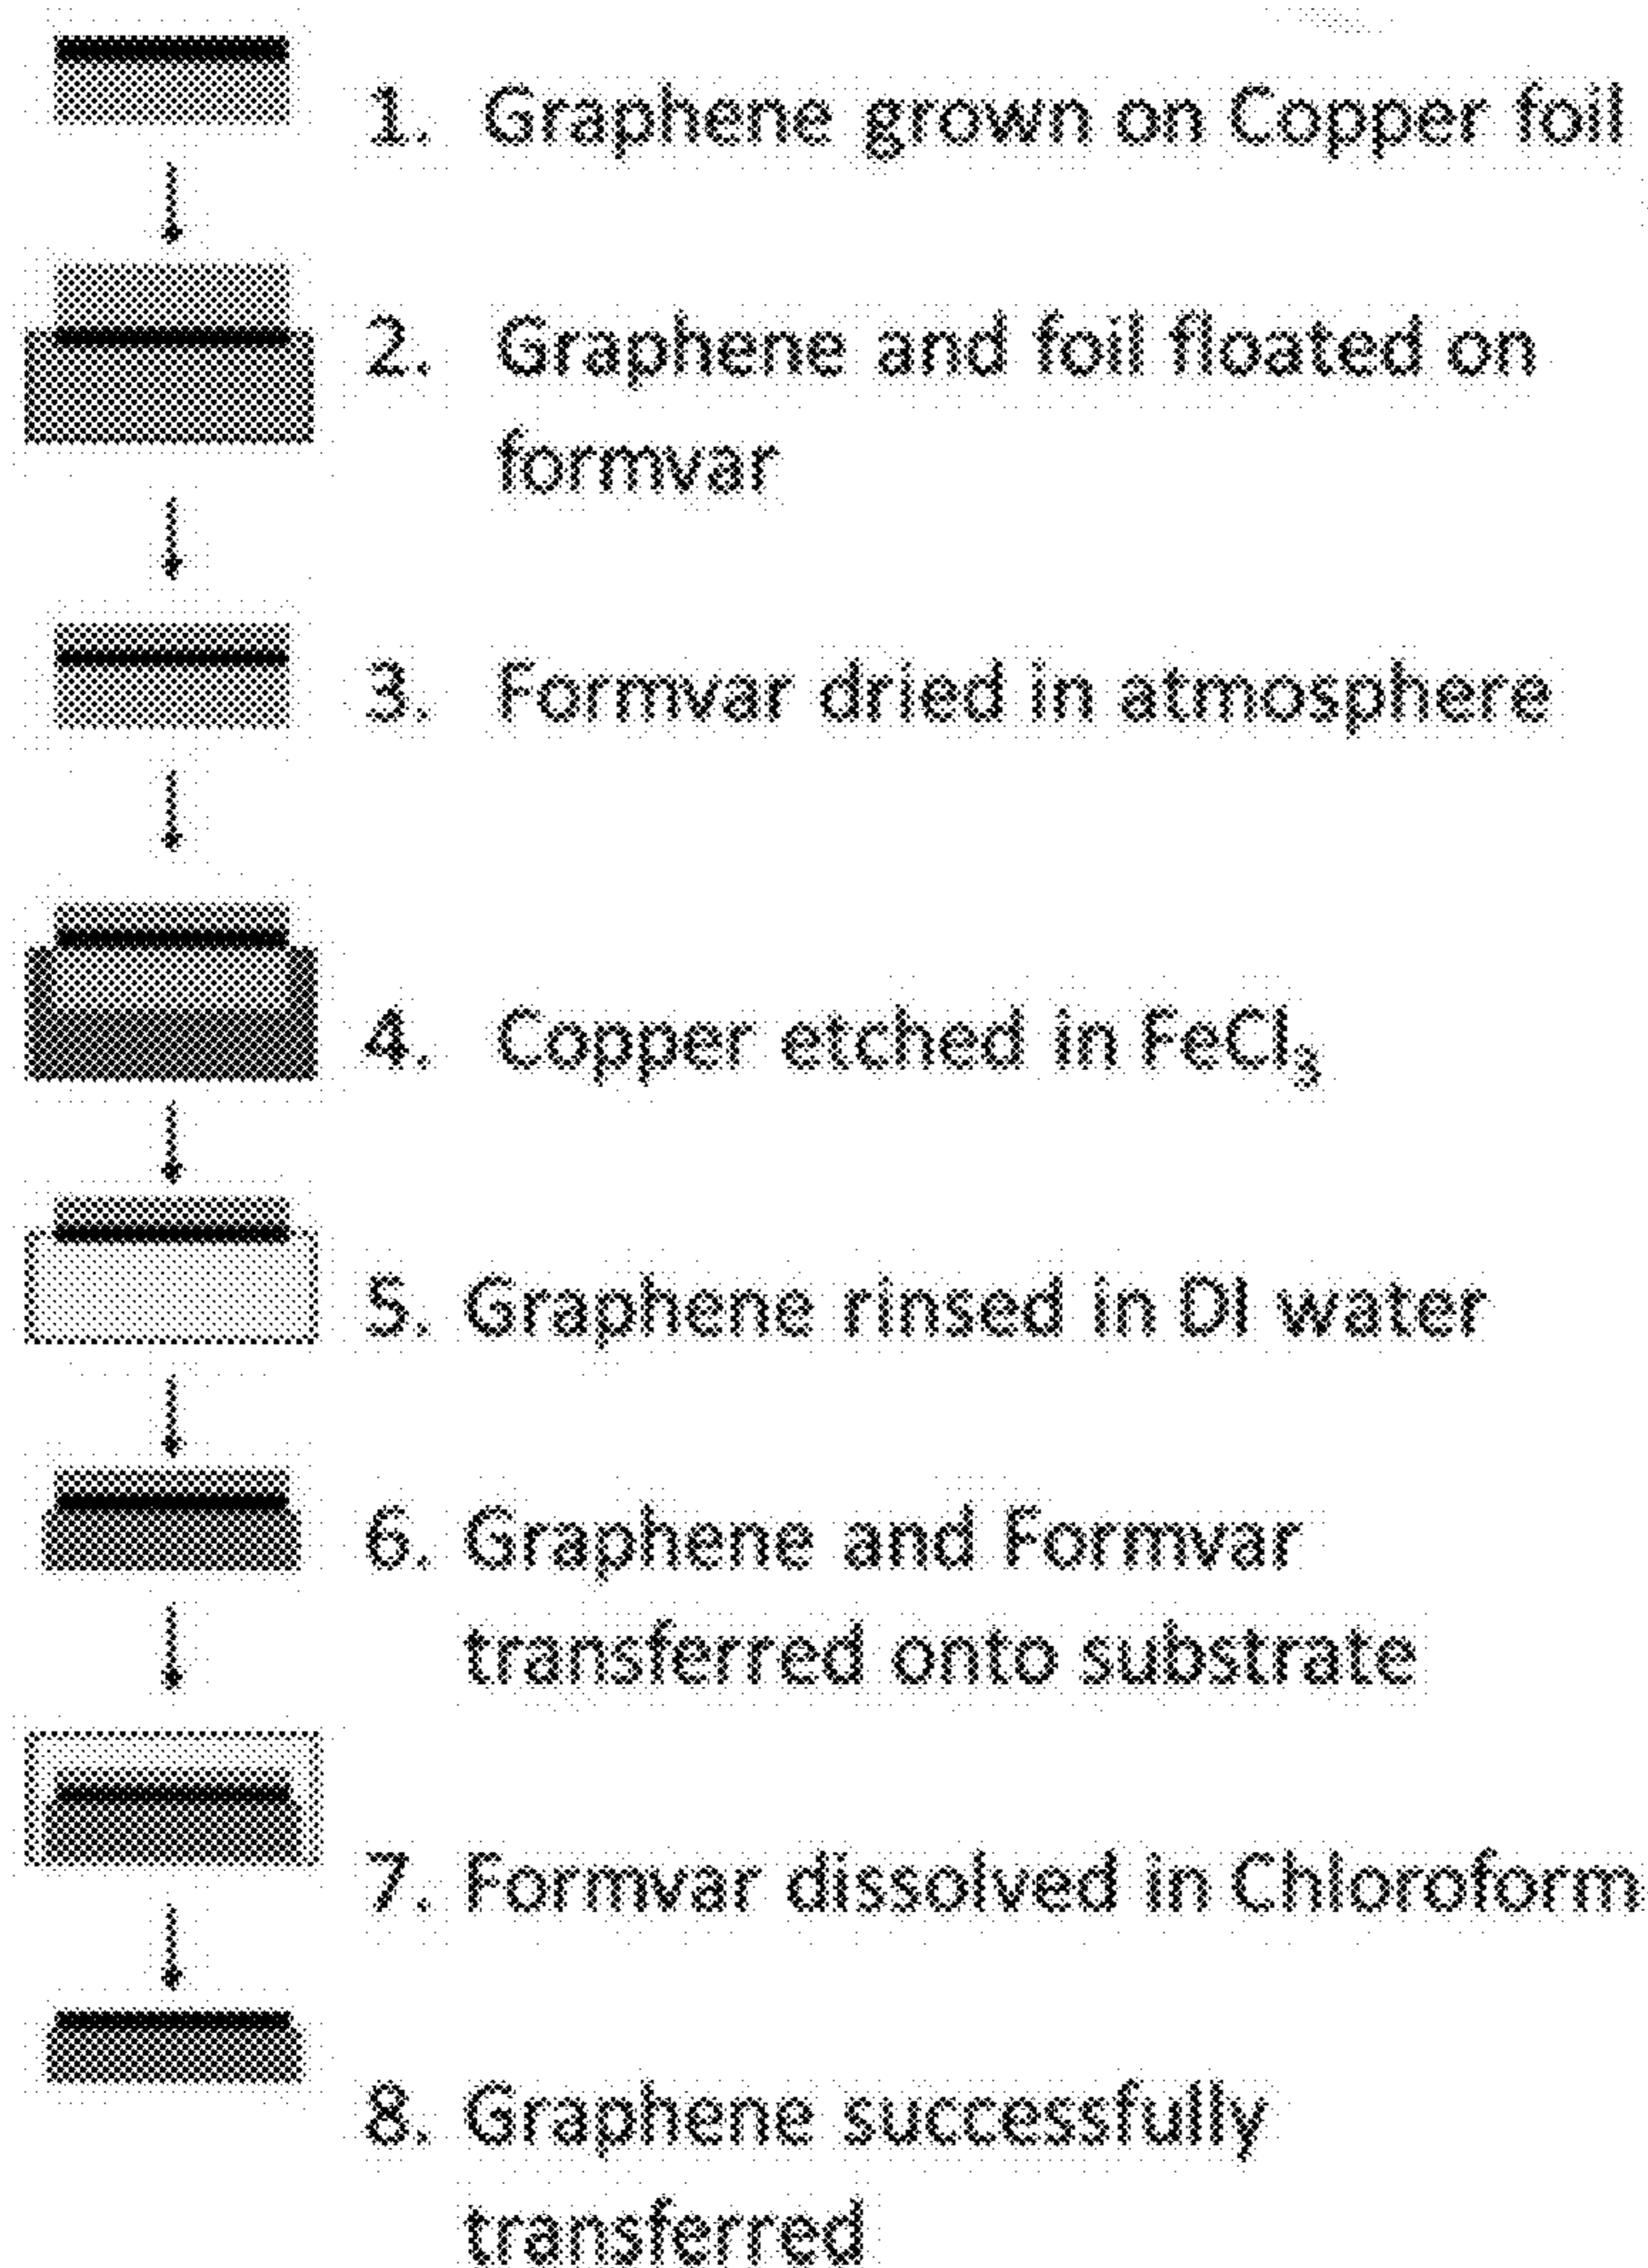 1. Graphene grown on Copper foil
2. Graphene and foil floated on
formvar
3. Formvar dried in atmosphere
4. Copper etched in FeCl₃
5. Graphene rinsed in DI water
6. Graphene and Formvar
transferred onto substrate
7. Formvar dissolved in Chloroform
8. Graphene successfully
transferred